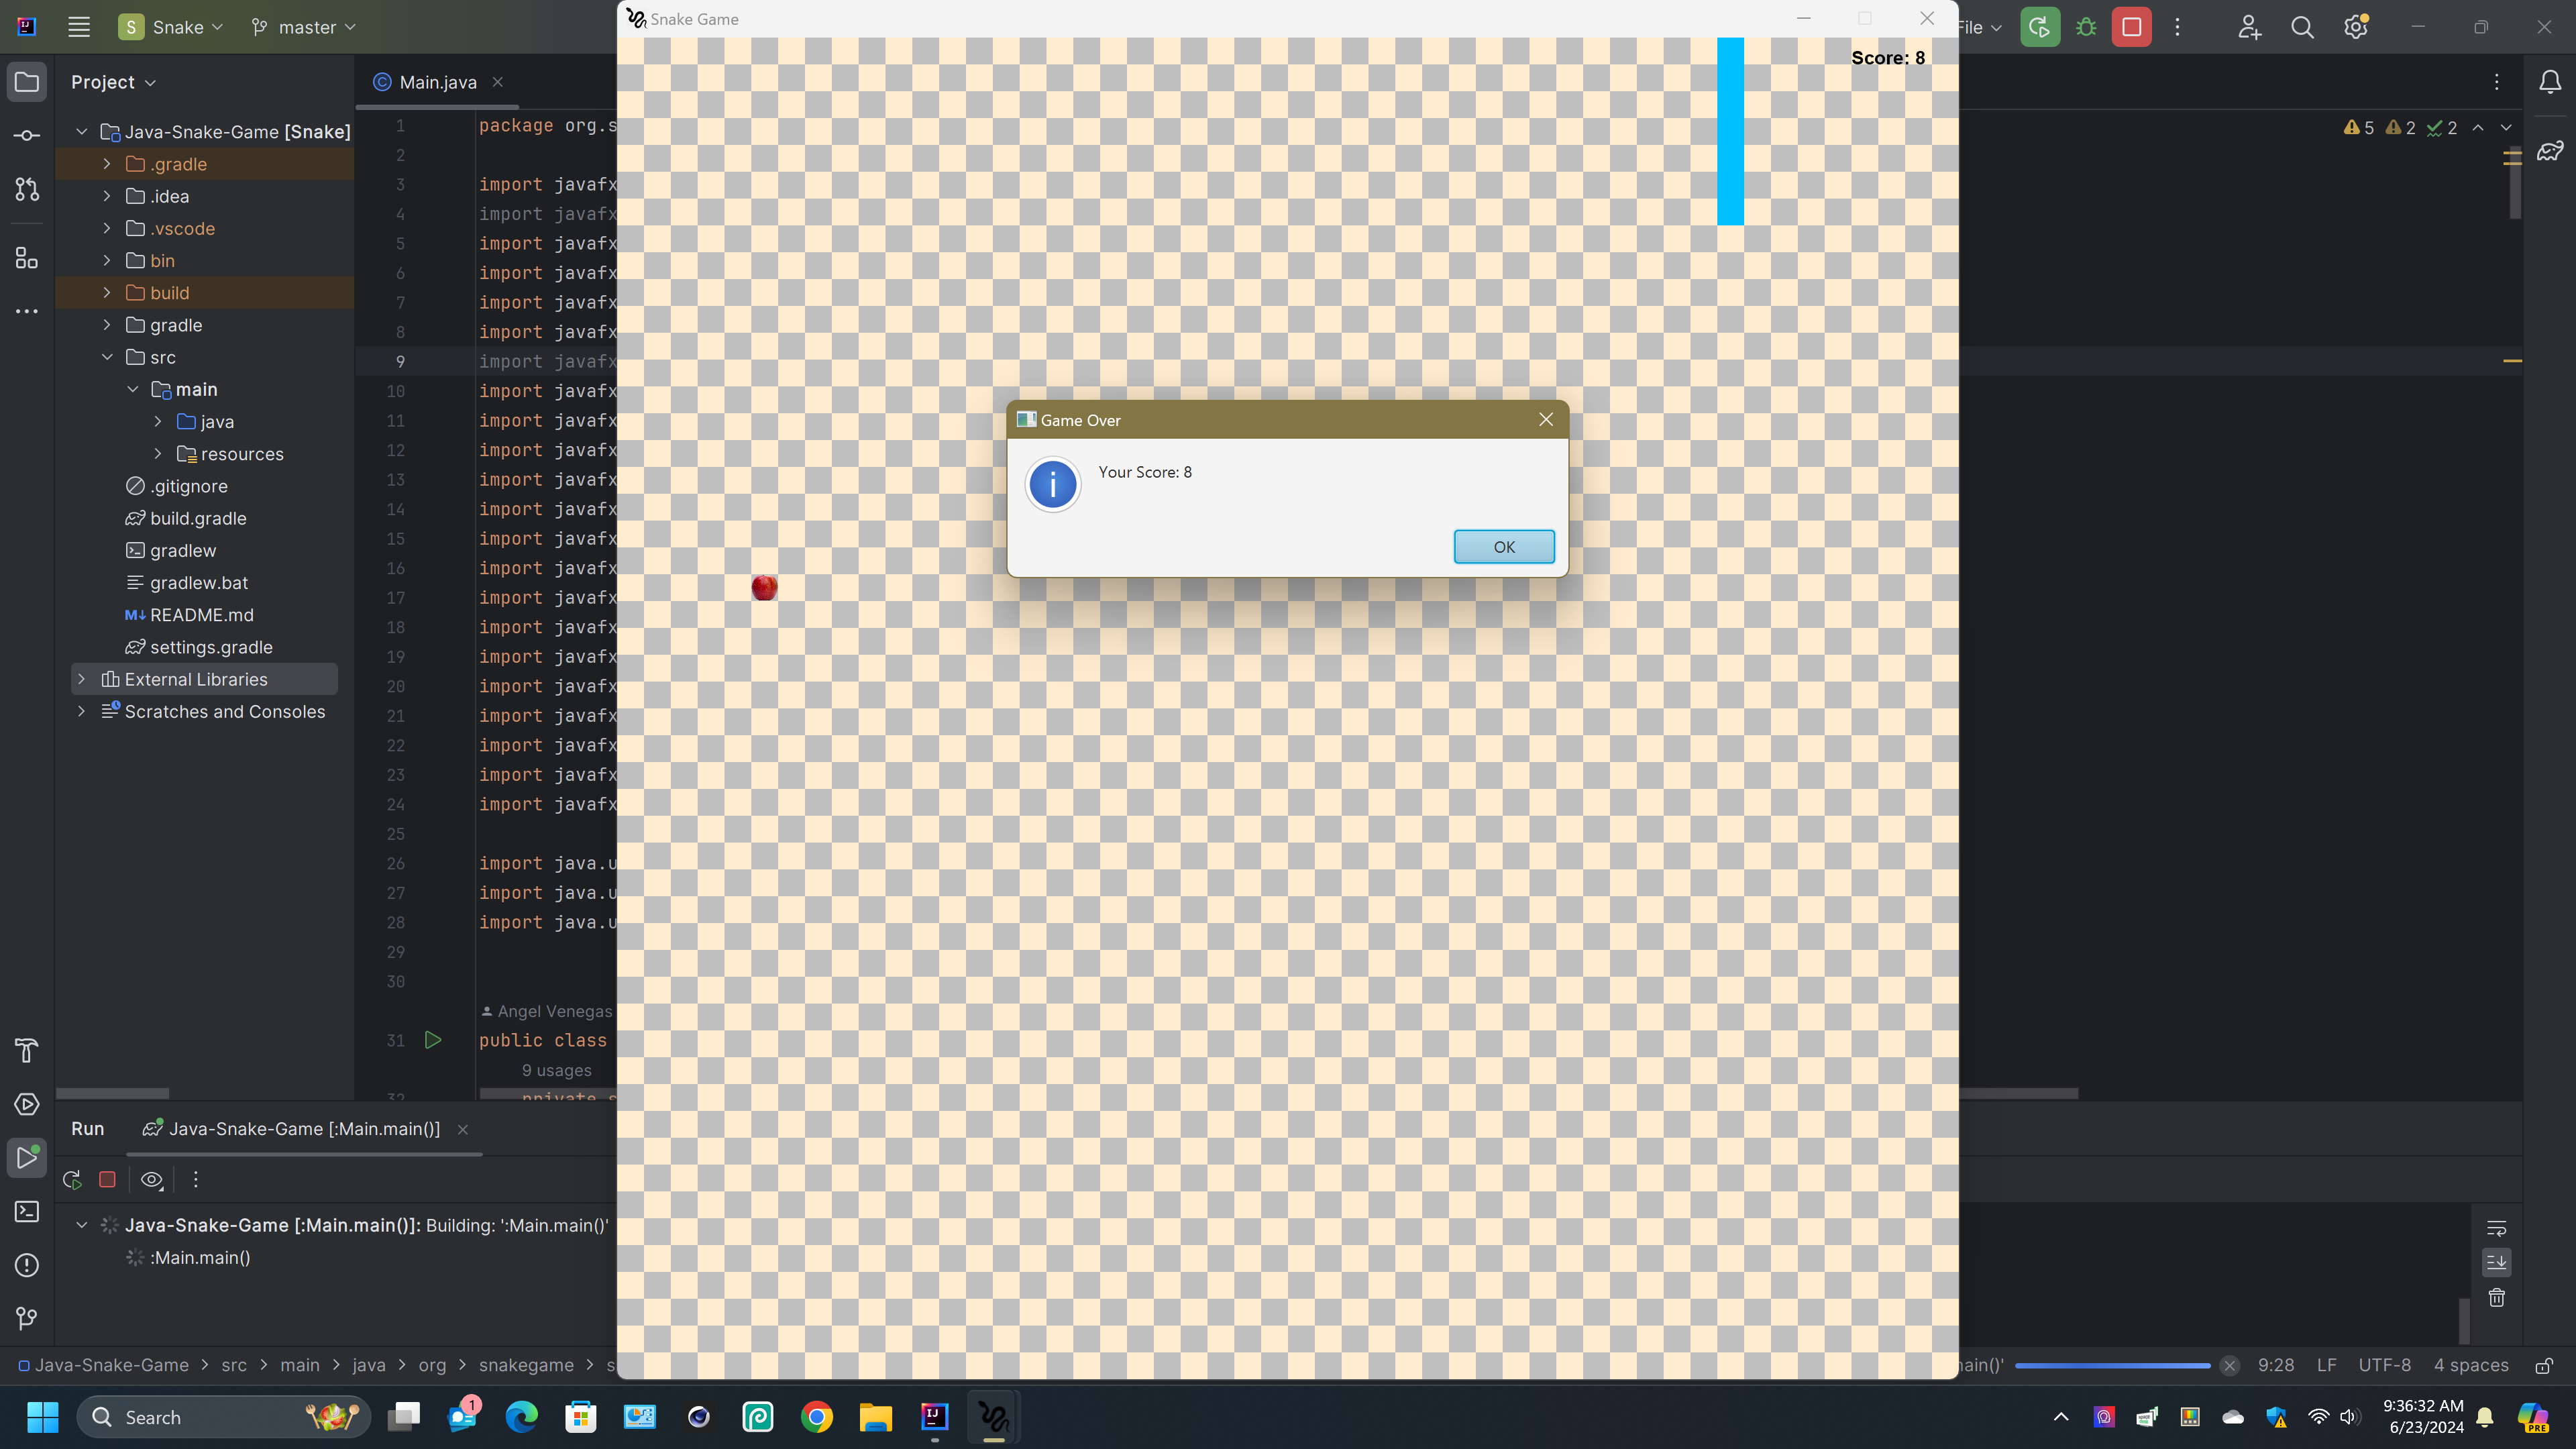 S Snake
master
Snake Game
File
Project
Main.java
Score: 8
Java-Snake-Game [Snake]
.gradle
.idea
.vscode
bin
build
gradle
src
main
java
resources
.gitignore
build.gradle
gradlew
gradlew.bat
README.md
settings.gradle
External Libraries
Scratches and Consoles
1 package org.s
2
3 import javafx
4 import javafx
5 import javafx
6 import javafx
7 import javafx
8 import javafx
9 import javafx
10 import javafx
11 import javafx
12 import javafx
13 import javafx
14 import javafx
15 import javafx
16 import javafx
17 import javafx
18 import javafx
19 import javafx
20 import javafx
21 import javafx
22 import javafx
23 import javafx
24 import javafx
25
26 import java.u
27 import java.u
28 import java.u
29
30
Angel Venegas
31 public class
9 usages
32 private s
5 2 2
Game Over
Your Score: 8
OK
Run Java-Snake-Game [:Main.main()]
Java-Snake-Game [:Main.main()]: Building: ':Main.main()'
:Main.main()
Java-Snake-Game > src > main > java > org > snakegame > s
ain()' 9:28 LF UTF-8 4 spaces
Search
1
9:36:32 AM
6/23/2024
PRE